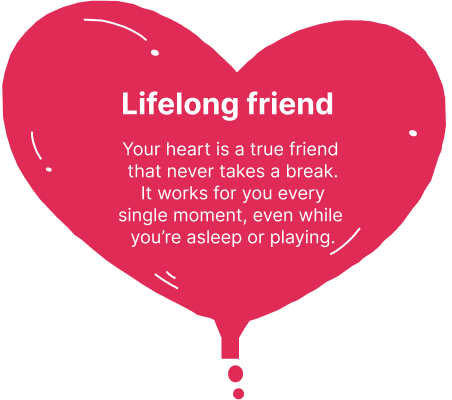 Lifelong friend
Your heart is a true friend
that never takes a break.
It works for you every
single moment, even while
you’re asleep or playing.